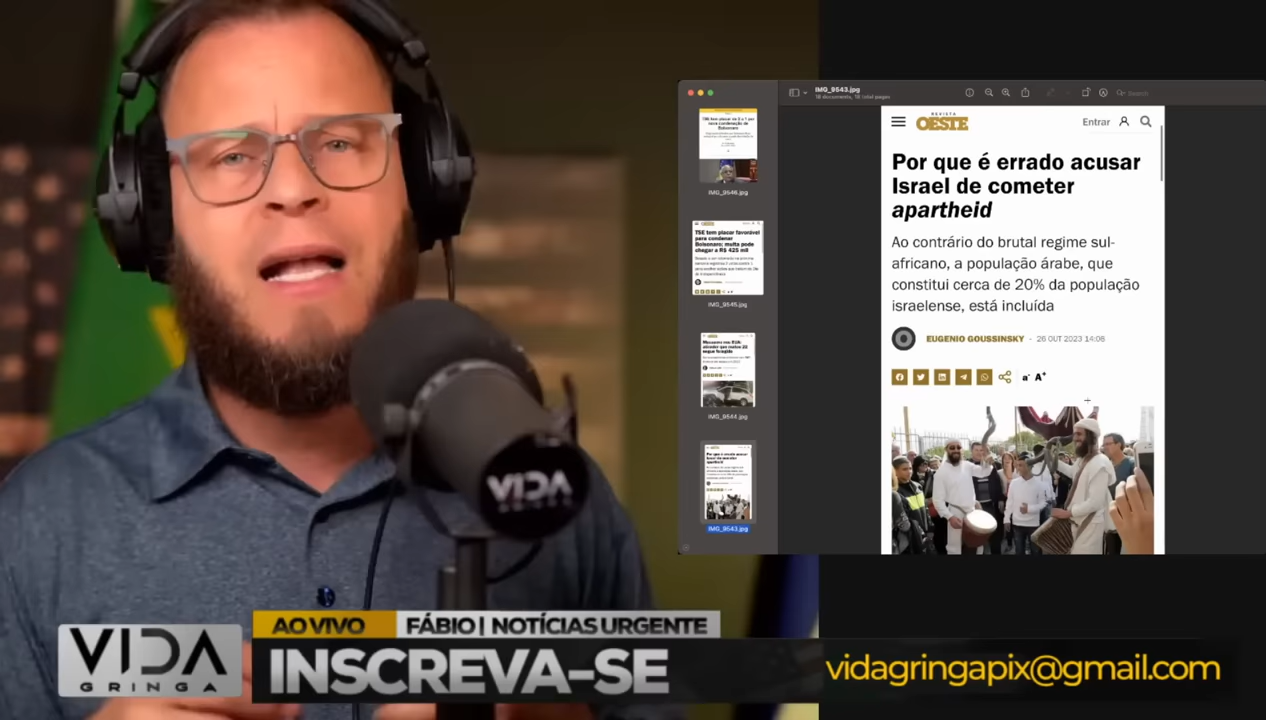 IMG_9543.jpg
REVISTA
OESTE
Entrar
Por que é errado acusar
Israel de cometer
apartheid
Ao contrário do brutal regime sul-
africano, a população árabe, que
constitui cerca de 20% da população
israelense, está incluída
EUGENIO GOUSSINSKY - 26 OUT 2023 14:06
a- A+
IMG_9546.jpg
TSE tem placar favorável
para condenar
Bolsonaro; multa pode
chegar a R$ 425 mil
IMG_9545.jpg
IMG_9544.jpg
IMG_9543.jpg
VIDA
AO VIVO FÁBIO| NOTÍCIAS URGENTE
VIDA
GRINGA
INSCREVA-SE
vidagringapix@gmail.com